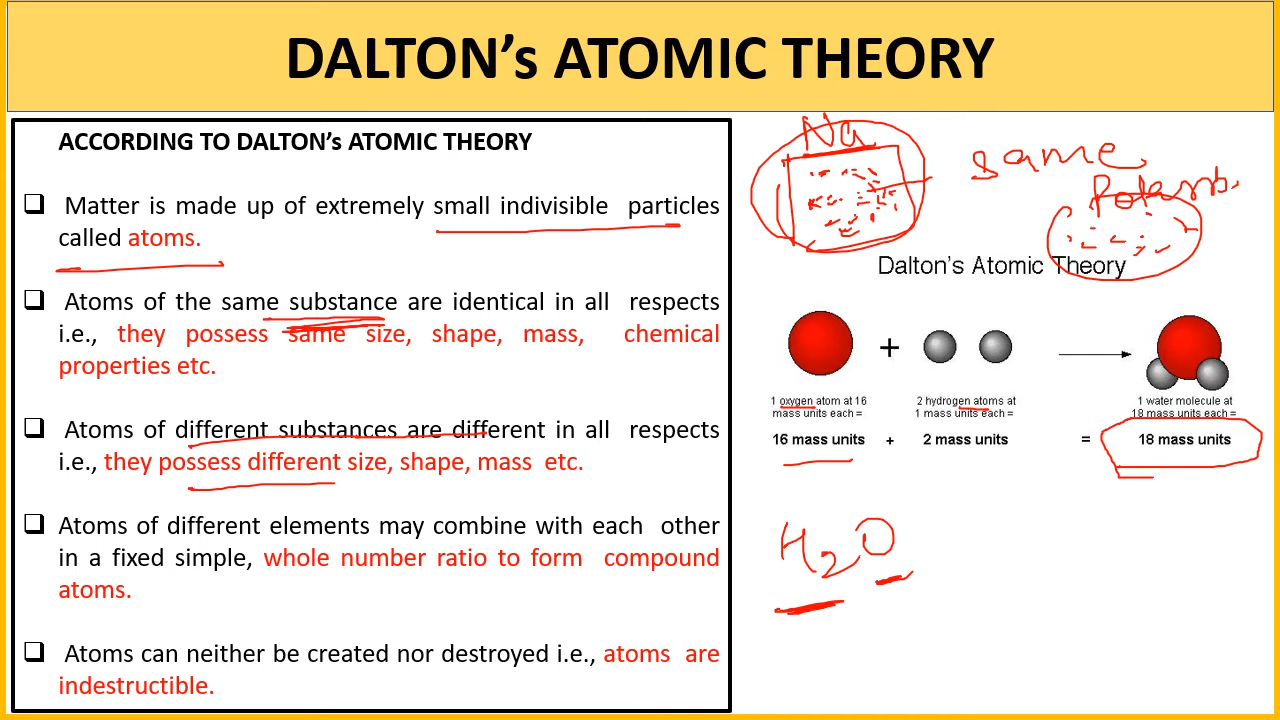 DALTON's ATOMIC THEORY
ACCORDING TO DALTON's ATOMIC THEORY
❑ Matter is made up of extremely small indivisible particles
called atoms.
❑ Atoms of the same substance are identical in all respects
i.e., they possess same size, shape, mass, chemical
properties etc.
❑ Atoms of different substances are different in all respects
i.e., they possess different size, shape, mass etc.
❑ Atoms of different elements may combine with each other
in a fixed simple, whole number ratio to form compound
atoms.
❑ Atoms can neither be created nor destroyed i.e., atoms are
indestructible.
Na
same
Dalton's Atomic Theory
+
1 oxygen atom at 16
mass units each =
2 hydrogen atoms at
1 mass units each =
1 water molecule at
18 mass units each =
16 mass units + 2 mass units = 18 mass units
H2O